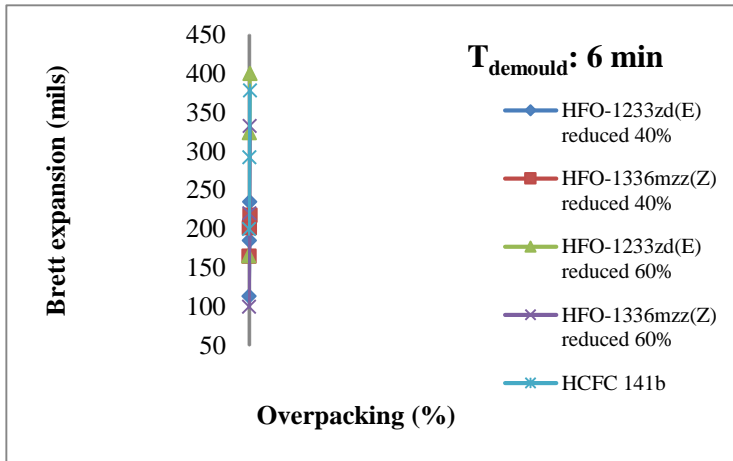 450
400
350
300
250
200
150
100
50
Brett expansion (mils)
Overpacking (%)
T_demould: 6 min
HFO-1233zd(E)
reduced 40%
HFO-1336mzz(Z)
reduced 40%
HFO-1233zd(E)
reduced 60%
HFO-1336mzz(Z)
reduced 60%
HCFC 141b